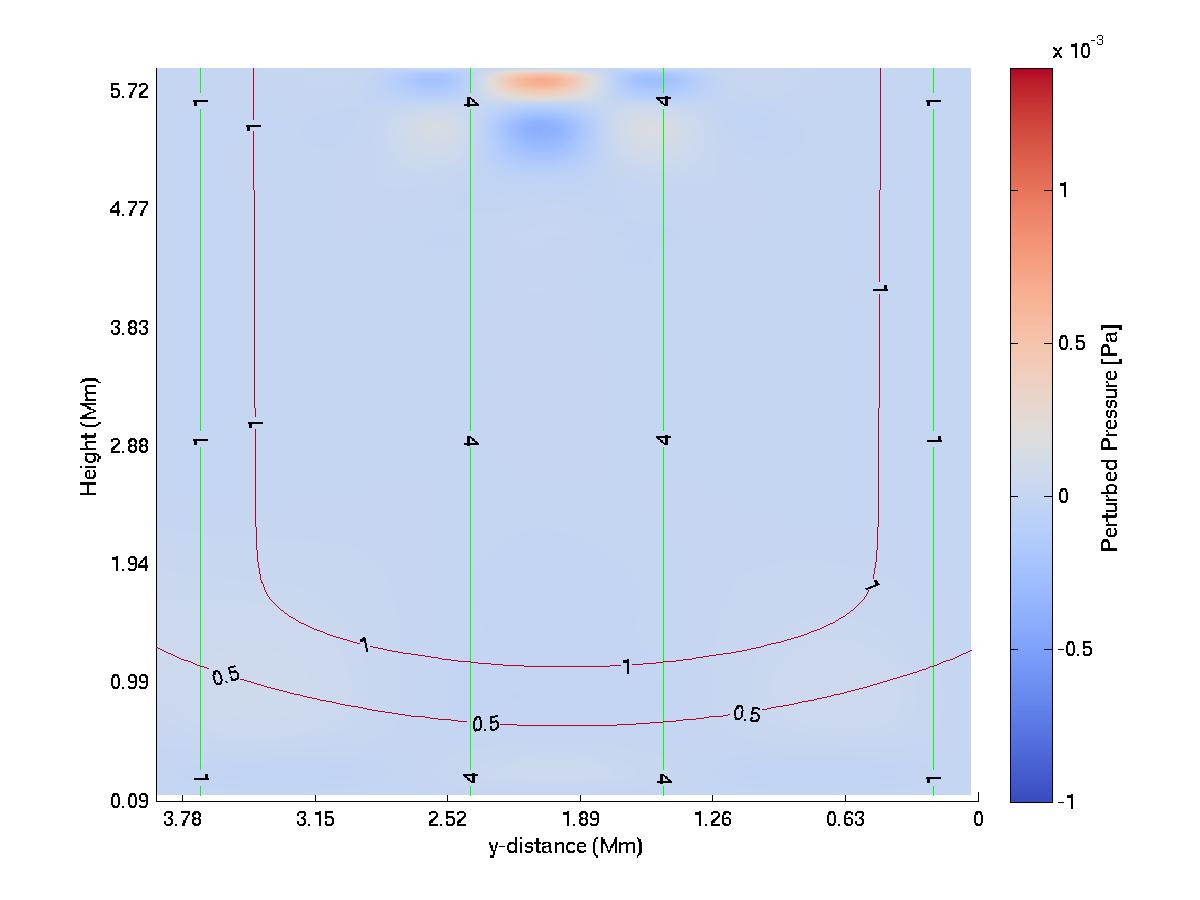 x 10-3
5.72
4.77
3.83
2.88
1.94
0.99
0.09
Height (Mm)
3.78 3.15 2.52 1.89 1.26 0.63 0
y-distance (Mm)
1 4 4 1
1
1
1 4 4 1
1
1
1 1
0.5 0.5 0.5
1 4 4 1
1
0.5
0
-0.5
-1
Perturbed Pressure [Pa]